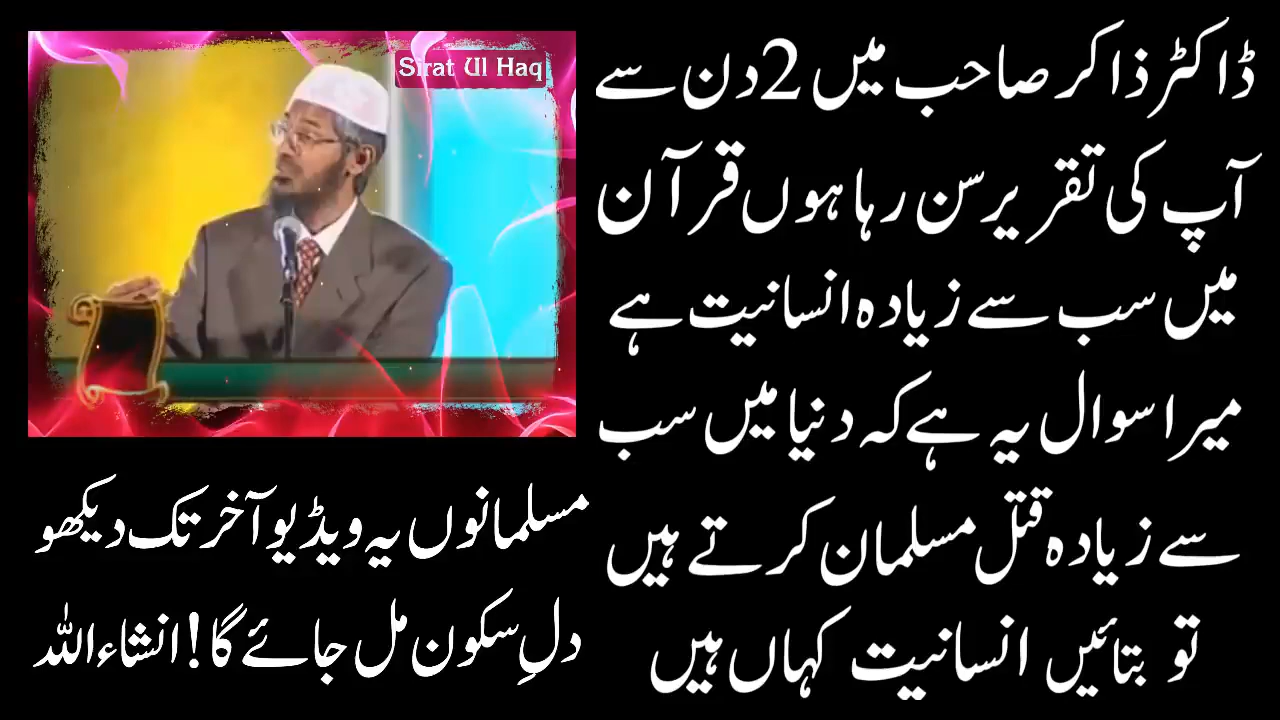 Sirat Ul Haq
ڈاکٹر ذاکر صاحب میں 2 دن سے
آپ کی تقریر سن رہا ہوں قرآن
میں سب سے زیادہ انسانیت ہے
میرا سوال یہ ہے کہ دنیا میں سب
سے زیادہ قتل مسلمان کرتے ہیں
تو بتائیں انسانیت کہاں ہیں
مسلمانوں یہ ویڈیو آخر تک دیکھو
دلِ سکون مل جائے گا! انشاء اللہ